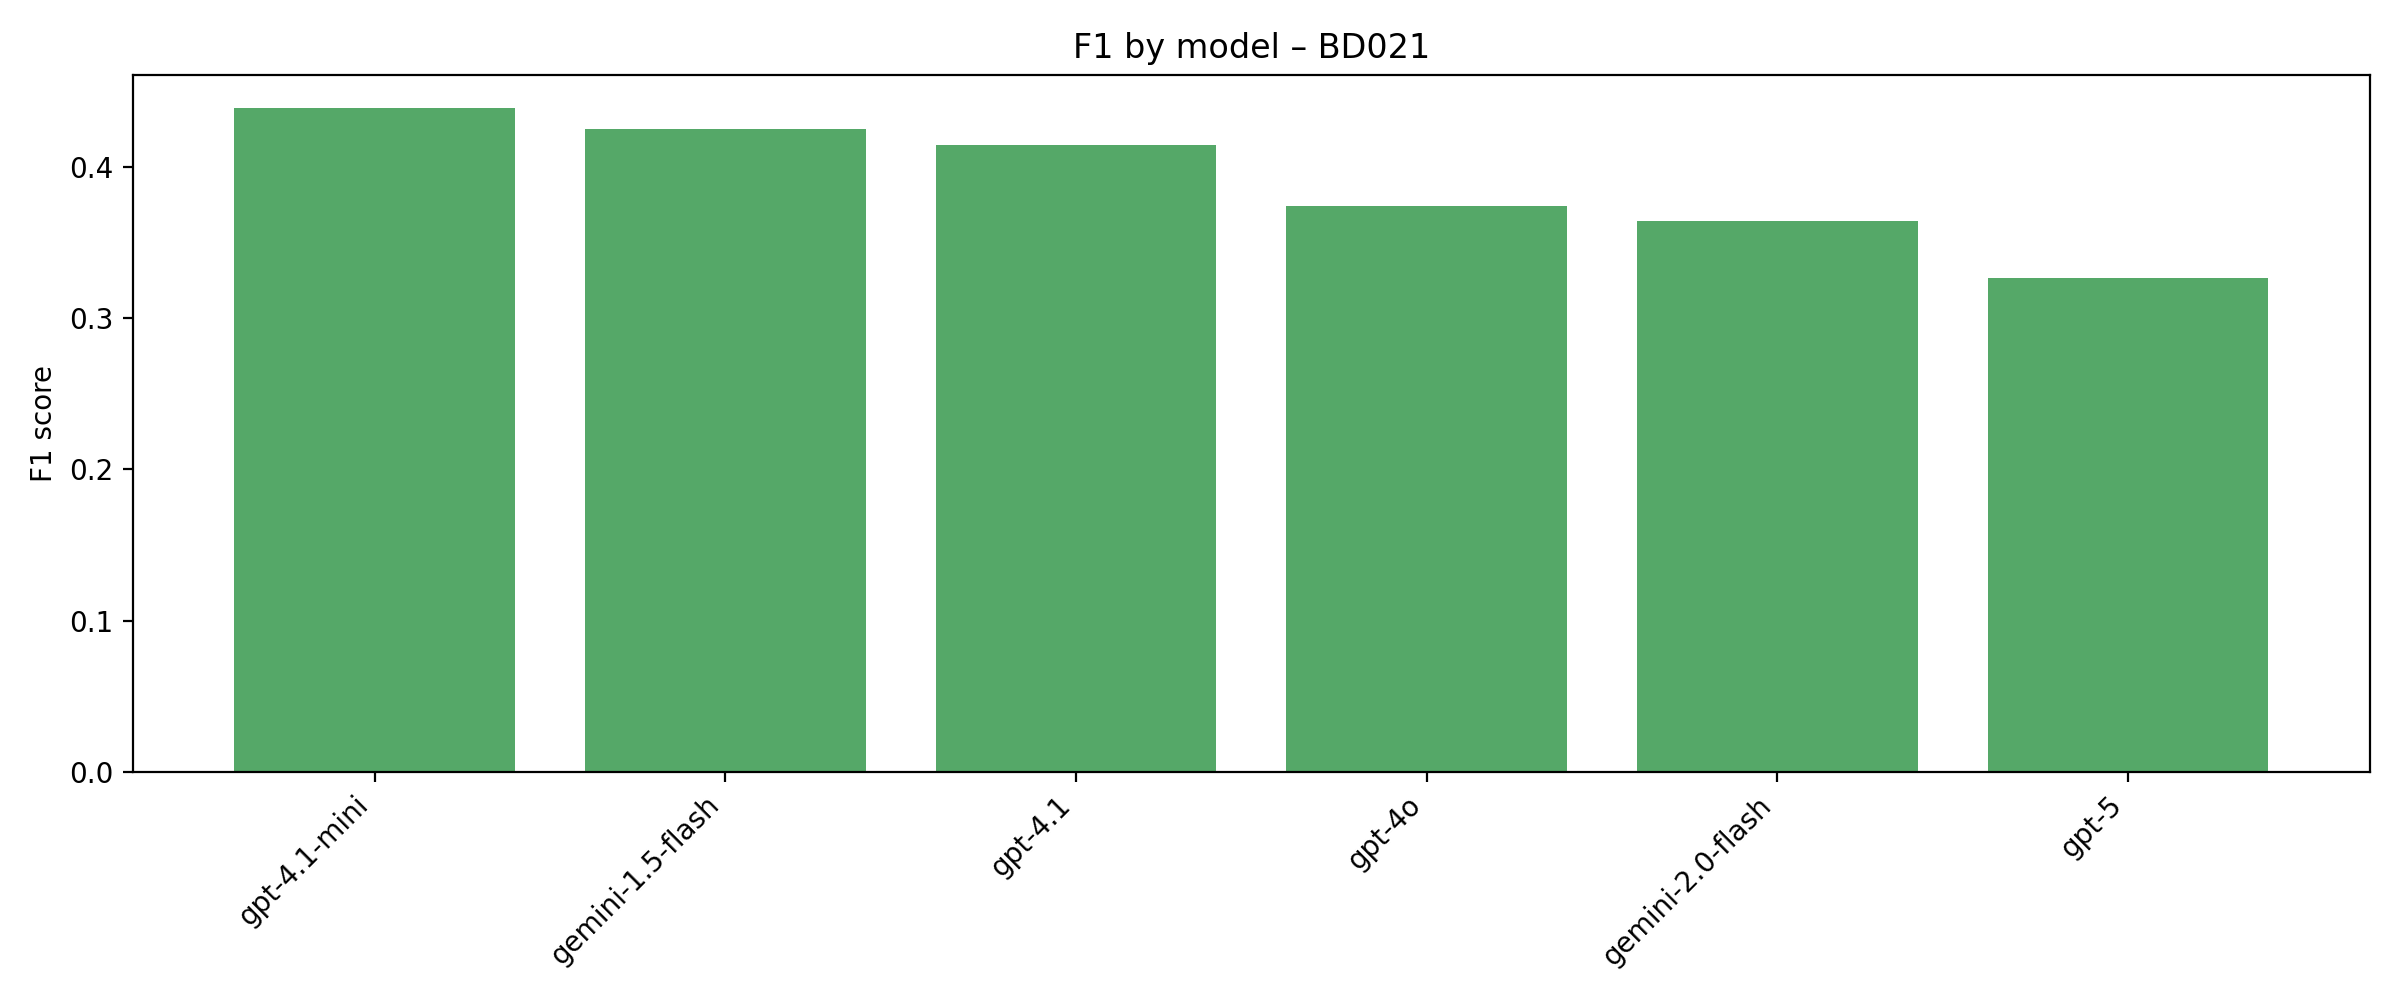 F1 by model – BD021
F1 score
0.4
0.3
0.2
0.1
0.0
gpt-4.1-mini
gemini-1.5-flash
gpt-4.1
gpt-4o
gemini-2.0-flash
gpt-5